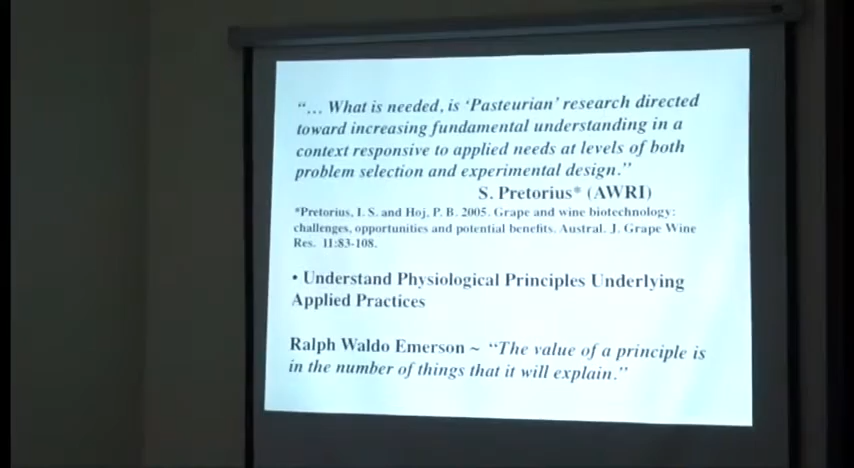 “... What is needed, is ‘Pasteurian’ research directed
toward increasing fundamental understanding in a
context responsive to applied needs at levels of both
problem selection and experimental design.”
S. Pretorius* (AWRI)
*Pretorius, I. S. and Hoj, P. B. 2005. Grape and wine biotechnology:
challenges, opportunities and potential benefits. Austral. J. Grape Wine
Res. 11:83-108.
• Understand Physiological Principles Underlying
Applied Practices
Ralph Waldo Emerson ~ “The value of a principle is
in the number of things that it will explain.”